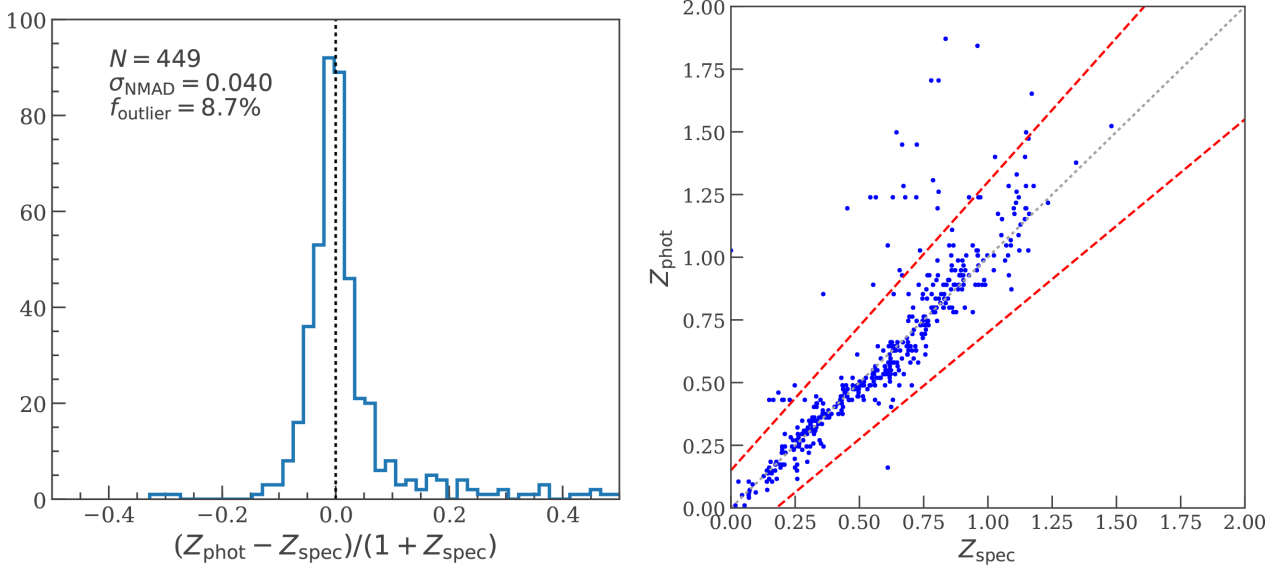 100
80
60
40
20
0
N = 449
σNMAD = 0.040
foutlier = 8.7%
−0.4 −0.2 0.0 0.2 0.4
(Zphot − Zspec)/(1 + Zspec)
2.00
1.75
1.50
1.25
1.00
0.75
0.50
0.25
0.00
Zphot
0.00 0.25 0.50 0.75 1.00 1.25 1.50 1.75 2.00
Zspec